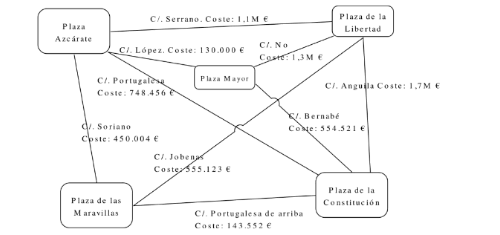 C/. Serrano. Coste: 1,1M €
Plaza
Azcárate
Plaza de la
Libertad
C/. López. Coste: 130.000 €
C/. No
Coste: 1,3M €
Plaza Mayor
C/. Portuguesa
Coste: 748.456 €
C/. Anguila Coste: 1,7M €
C/. Bernabé
Coste: 554.521 €
C/. Soriano
Coste: 450.004 €
C/. Jobenas
Coste: 555.123 €
Plaza de las
Maravillas
Plaza de la
Constitución
C/. Portugalesa de arriba
Coste: 143.552 €